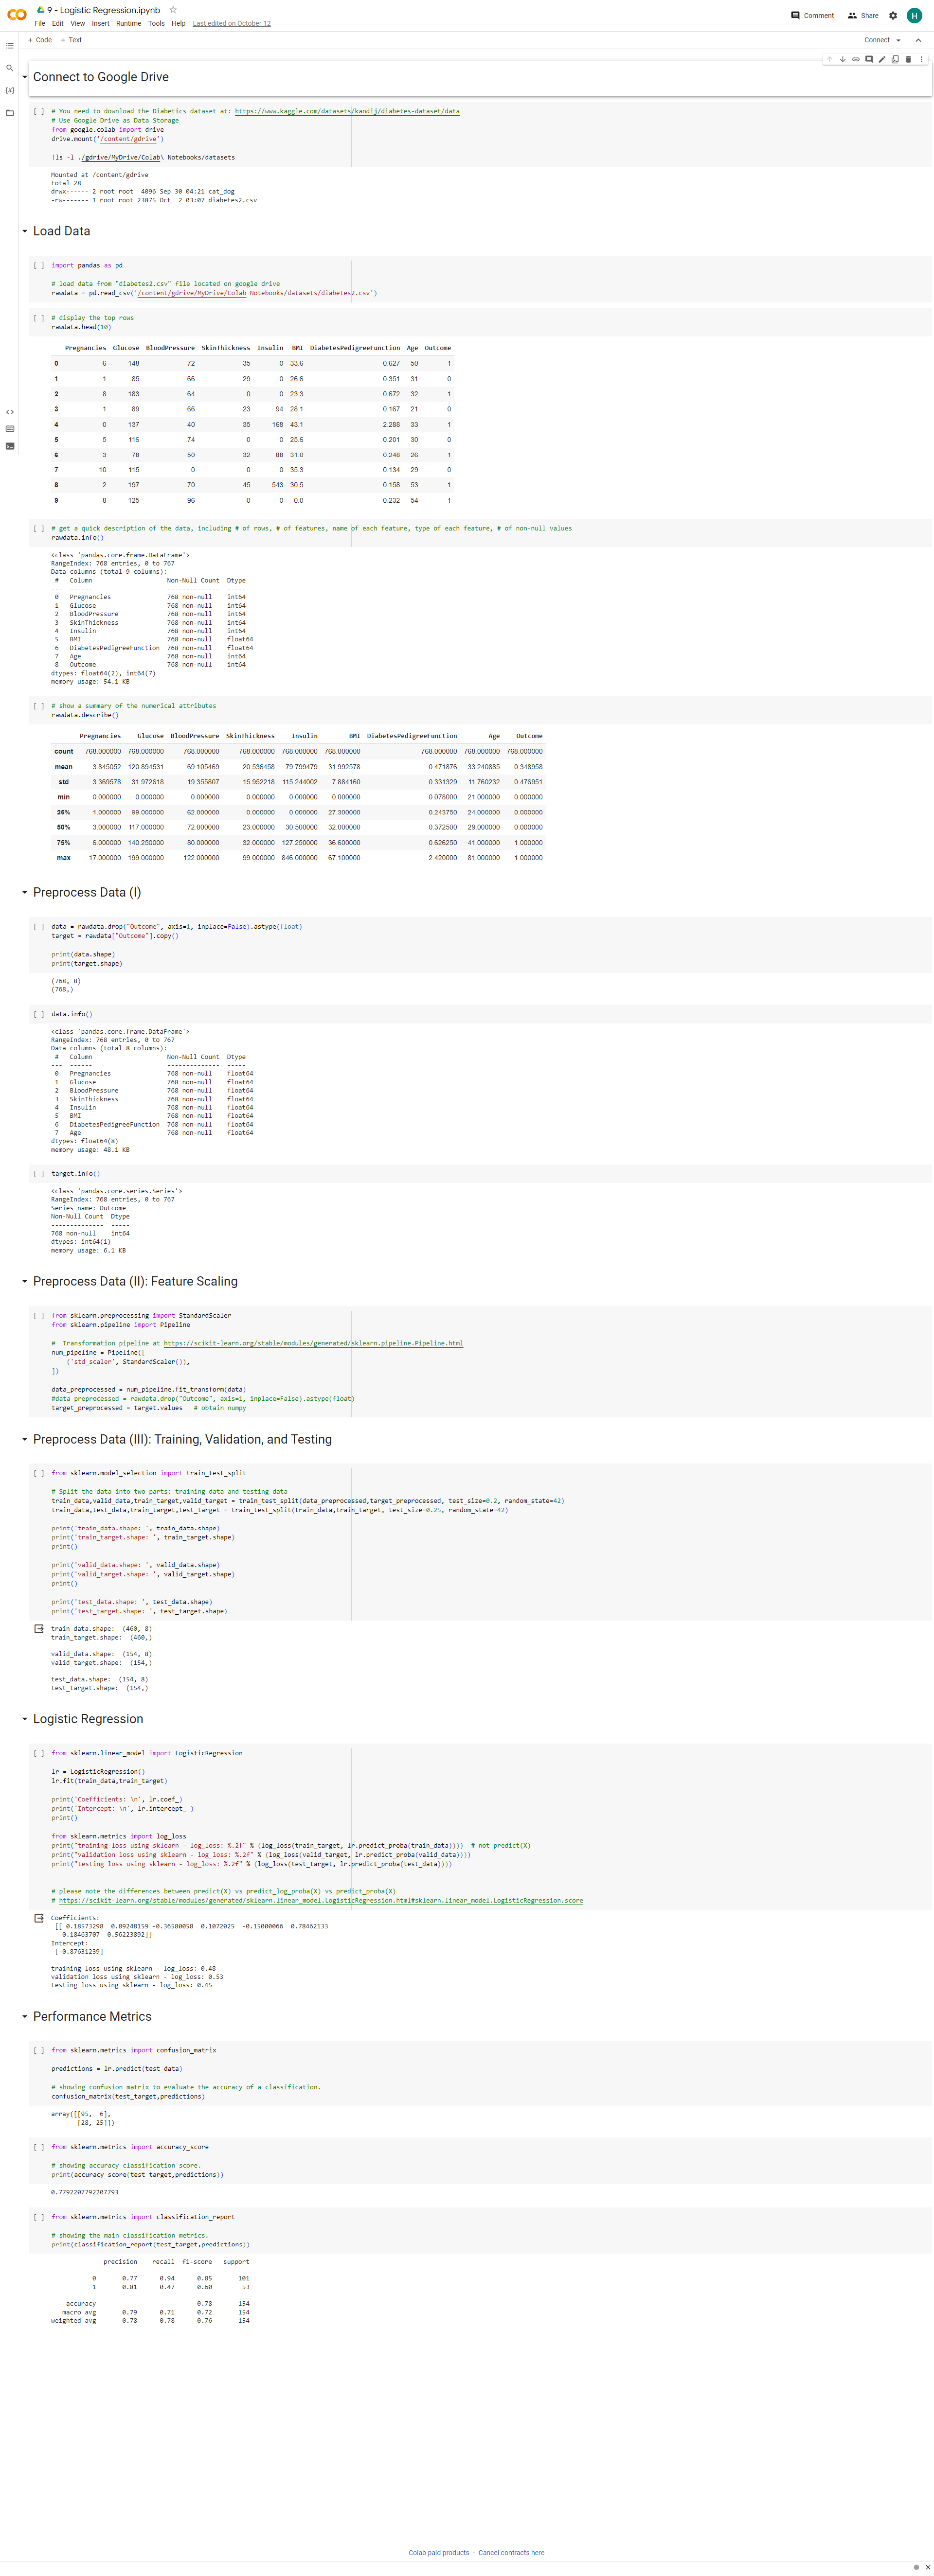 9 - Logistic Regression.ipynb
File Edit View Insert Runtime Tools Help Last edited on October 12
Comment Share H
+ Code + Text Connect
Connect to Google Drive
[ ] # You need to download the Diabetics dataset at: https://www.kaggle.com/datasets/kandij/diabetes-dataset/data
# Use Google Drive as Data Storage
from google.colab import drive
drive.mount('/content/gdrive')
!ls -l ./gdrive/MyDrive/Colab\ Notebooks/datasets
Mounted at /content/gdrive
total 28
drwx------ 2 root root 4096 Sep 30 04:21 cat_dog
-rw------- 1 root root 23875 Oct 2 03:07 diabetes2.csv
Load Data
[ ] import pandas as pd
# load data from "diabetes2.csv" file located on google drive
rawdata = pd.read_csv('/content/gdrive/MyDrive/Colab Notebooks/datasets/diabetes2.csv')
[ ] # display the top rows
rawdata.head(10)
Pregnancies Glucose BloodPressure SkinThickness Insulin BMI DiabetesPedigreeFunction Age Outcome
0 6 148 72 35 0 33.6 0.627 50 1
1 1 85 66 29 0 26.6 0.351 31 0
2 8 183 64 0 0 23.3 0.672 32 1
3 1 89 66 23 94 28.1 0.167 21 0
4 0 137 40 35 168 43.1 2.288 33 1
5 5 116 74 0 0 25.6 0.201 30 0
6 3 78 50 32 88 31.0 0.248 26 1
7 10 115 0 0 0 35.3 0.134 29 0
8 2 197 70 45 543 30.5 0.158 53 1
9 8 125 96 0 0 0.0 0.232 54 1
[ ] # get a quick description of the data, including # of rows, # of features, name of each feature, type of each feature, # of non-null values
rawdata.info()
<class 'pandas.core.frame.DataFrame'>
RangeIndex: 768 entries, 0 to 767
Data columns (total 9 columns):
# Column Non-Null Count Dtype
--- ------ -------------- -----
0 Pregnancies 768 non-null int64
1 Glucose 768 non-null int64
2 BloodPressure 768 non-null int64
3 SkinThickness 768 non-null int64
4 Insulin 768 non-null int64
5 BMI 768 non-null float64
6 DiabetesPedigreeFunction 768 non-null float64
7 Age 768 non-null int64
8 Outcome 768 non-null int64
dtypes: float64(2), int64(7)
memory usage: 54.1 KB
[ ] # show a summary of the numerical attributes
rawdata.describe()
Pregnancies Glucose BloodPressure SkinThickness Insulin BMI DiabetesPedigreeFunction Age Outcome
count 768.000000 768.000000 768.000000 768.000000 768.000000 768.000000 768.000000 768.000000 768.000000
mean 3.845052 120.894531 69.105469 20.536458 79.799479 31.992578 0.471876 33.240885 0.348958
std 3.369578 31.972618 19.355807 15.952218 115.244002 7.884160 0.331329 11.760232 0.476951
min 0.000000 0.000000 0.000000 0.000000 0.000000 0.000000 0.078000 21.000000 0.000000
25% 1.000000 99.000000 62.000000 0.000000 0.000000 27.300000 0.243750 24.000000 0.000000
50% 3.000000 117.000000 72.000000 23.000000 30.500000 32.000000 0.372500 29.000000 0.000000
75% 6.000000 140.250000 80.000000 32.000000 127.250000 36.600000 0.626250 41.000000 1.000000
max 17.000000 199.000000 122.000000 99.000000 846.000000 67.100000 2.420000 81.000000 1.000000
Preprocess Data (I)
[ ] data = rawdata.drop("Outcome", axis=1, inplace=False).astype(float)
target = rawdata["Outcome"].copy()
print(data.shape)
print(target.shape)
(768, 8)
(768,)
[ ] data.info()
<class 'pandas.core.frame.DataFrame'>
RangeIndex: 768 entries, 0 to 767
Data columns (total 8 columns):
# Column Non-Null Count Dtype
--- ------ -------------- -----
0 Pregnancies 768 non-null float64
1 Glucose 768 non-null float64
2 BloodPressure 768 non-null float64
3 SkinThickness 768 non-null float64
4 Insulin 768 non-null float64
5 BMI 768 non-null float64
6 DiabetesPedigreeFunction 768 non-null float64
7 Age 768 non-null float64
dtypes: float64(8)
memory usage: 48.1 KB
[ ] target.info()
<class 'pandas.core.series.Series'>
RangeIndex: 768 entries, 0 to 767
Series name: Outcome
Non-Null Count Dtype
-------------- -----
768 non-null int64
dtypes: int64(1)
memory usage: 6.1 KB
Preprocess Data (II): Feature Scaling
[ ] from sklearn.preprocessing import StandardScaler
from sklearn.pipeline import Pipeline
# Transformation pipeline at https://scikit-learn.org/stable/modules/generated/sklearn.pipeline.Pipeline.html
num_pipeline = Pipeline([
('std_scaler', StandardScaler()),
])
data_preprocessed = num_pipeline.fit_transform(data)
#data_preprocessed = rawdata.drop("Outcome", axis=1, inplace=False).astype(float)
target_preprocessed = target.values # obtain numpy
Preprocess Data (III): Training, Validation, and Testing
[ ] from sklearn.model_selection import train_test_split
# Split the data into two parts: training data and testing data
train_data,valid_data,train_target,valid_target = train_test_split(data_preprocessed,target_preprocessed, test_size=0.2, random_state=42)
train_data,test_data,train_target,test_target = train_test_split(train_data,train_target, test_size=0.25, random_state=42)
print('train_data.shape: ', train_data.shape)
print('train_target.shape: ', train_target.shape)
print()
print('valid_data.shape: ', valid_data.shape)
print('valid_target.shape: ', valid_target.shape)
print()
print('test_data.shape: ', test_data.shape)
print('test_target.shape: ', test_target.shape)
train_data.shape: (460, 8)
train_target.shape: (460,)
valid_data.shape: (154, 8)
valid_target.shape: (154,)
test_data.shape: (154, 8)
test_target.shape: (154,)
Logistic Regression
[ ] from sklearn.linear_model import LogisticRegression
lr = LogisticRegression()
lr.fit(train_data,train_target)
print('Coefficients: \n', lr.coef_)
print('Intercept: \n', lr.intercept_ )
print()
from sklearn.metrics import log_loss
print("training loss using sklearn - log_loss: %.2f" % (log_loss(train_target, lr.predict_proba(train_data)))) # not predict(X)
print("validation loss using sklearn - log_loss: %.2f" % (log_loss(valid_target, lr.predict_proba(valid_data))))
print("testing loss using sklearn - log_loss: %.2f" % (log_loss(test_target, lr.predict_proba(test_data))))
# please note the differences between predict(X) vs predict_log_proba(X) vs predict_proba(X)
# https://scikit-learn.org/stable/modules/generated/sklearn.linear_model.LogisticRegression.html#sklearn.linear_model.LogisticRegression.score
Coefficients:
[[ 0.18573298 0.89248159 -0.36580058 0.1072025 -0.15000066 0.78462133
0.18463707 0.56223892]]
Intercept:
[-0.87631239]
training loss using sklearn - log_loss: 0.48
validation loss using sklearn - log_loss: 0.53
testing loss using sklearn - log_loss: 0.45
Performance Metrics
[ ] from sklearn.metrics import confusion_matrix
predictions = lr.predict(test_data)
# showing confusion matrix to evaluate the accuracy of a classification.
confusion_matrix(test_target,predictions)
array([[95, 6],
[28, 25]])
[ ] from sklearn.metrics import accuracy_score
# showing accuracy classification score.
print(accuracy_score(test_target,predictions))
0.7792207792207793
[ ] from sklearn.metrics import classification_report
# showing the main classification metrics.
print(classification_report(test_target,predictions))
precision recall f1-score support
0 0.77 0.94 0.85 101
1 0.81 0.47 0.60 53
accuracy 0.78 154
macro avg 0.79 0.71 0.72 154
weighted avg 0.78 0.78 0.76 154
Colab paid products - Cancel contracts here